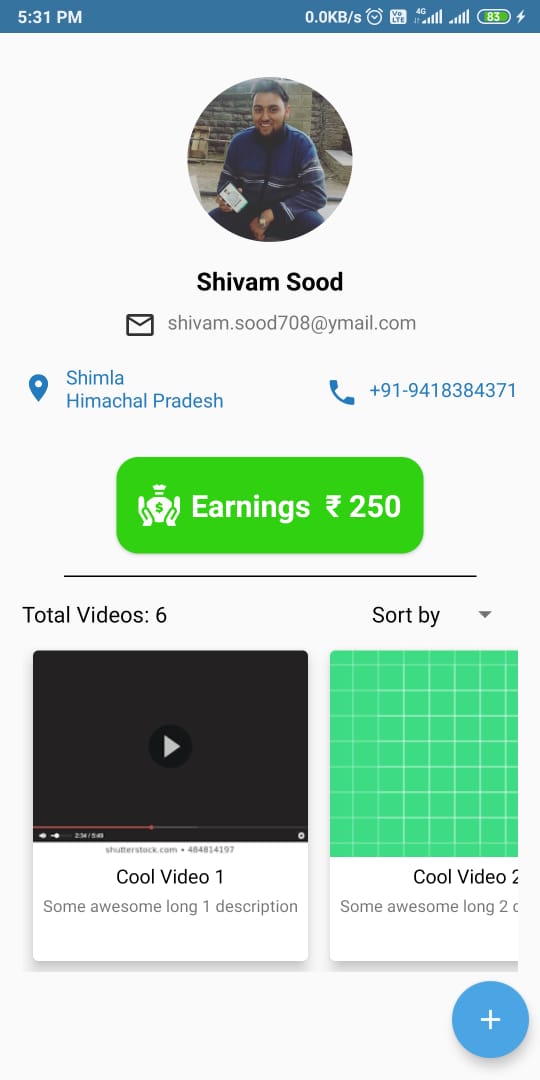 5:31 PM 0.0KB/s Vo LTE 4G 83
Shivam Sood
shivam.sood708@ymail.com
Shimla
Himachal Pradesh
+91-9418384371
$ Earnings ₹ 250
Total Videos: 6 Sort by
2:34 / 5:49
shutterstock.com • 484814197
Cool Video 1
Some awesome long 1 description
Cool Video 2
Some awesome long 2
+